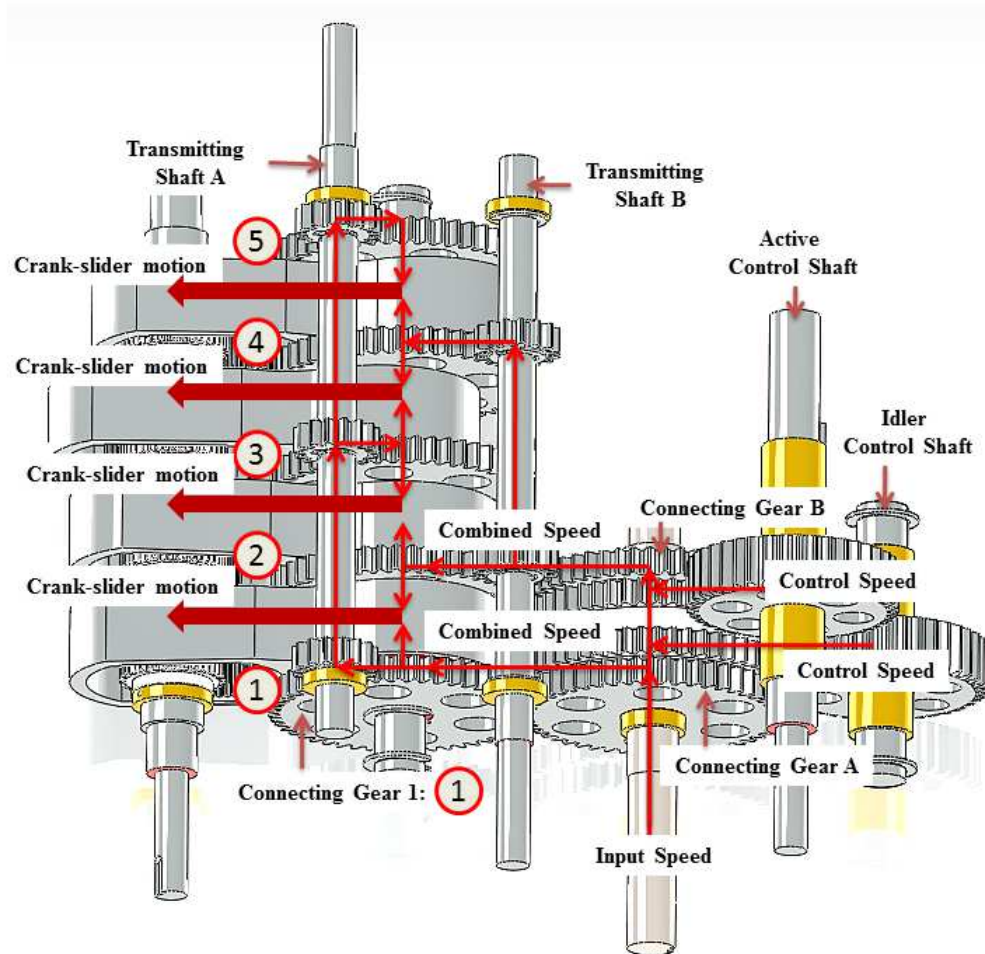 Transmitting
Shaft A
Transmitting
Shaft B
Active
Control Shaft
5
Crank-slider motion
4
Crank-slider motion
Idler
Control Shaft
3
Crank-slider motion
Connecting Gear B
Combined Speed
2
Crank-slider motion
Control Speed
Combined Speed
Control Speed
1
Connecting Gear A
Connecting Gear 1: 1
Input Speed